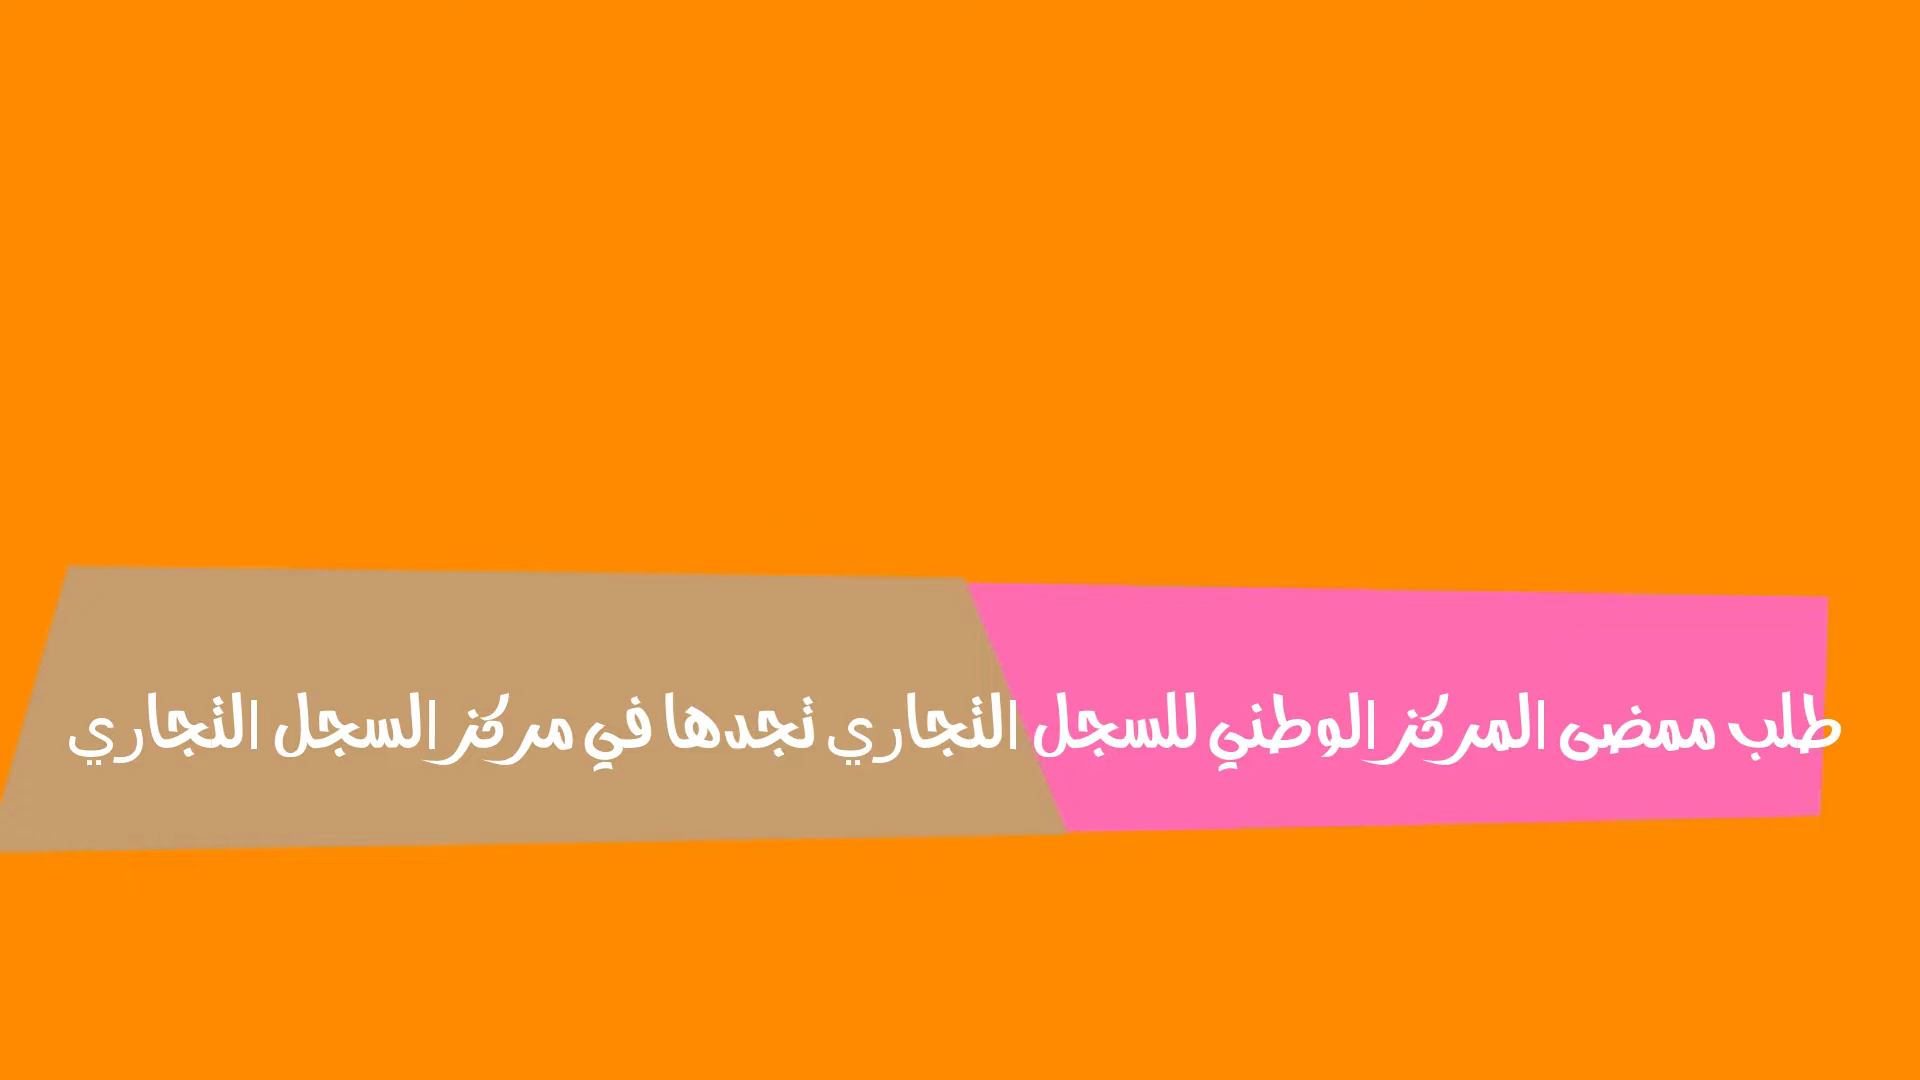 طلب ممضى المركز الوطني للسجل التجاري تجدها في مركز السجل التجاري